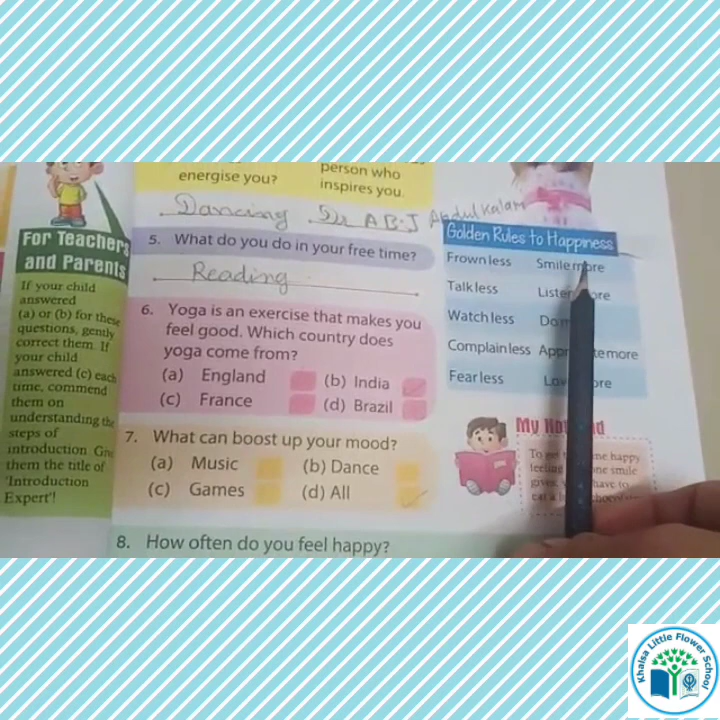 energise you?
person who
inspires you.
Dancing
Dr A B.J Abdul Kalam
For Teachers
and Parents
If your child
answered
(a) or (b) for these
questions, gently
correct them. If
your child
answered (c) each
time, commend
them on
understanding the
steps of
introduction
them the title of
'Introduction
Expert'!
5. What do you do in your free time?
Reading
6. Yoga is an exercise that makes you
feel good. Which country does
yoga come from?
(a) England
(b) India
(c) France
(d) Brazil
7. What can boost up your mood?
(a) Music
(b) Dance
(c) Games
(d) All
8. How often do you feel happy?
Golden Rules to Happiness
Frown less Smile more
Talk less
Watch less
Complain less
Fear less
My
To
happy
feeling one smile
have to
Khalsa Little Flower School